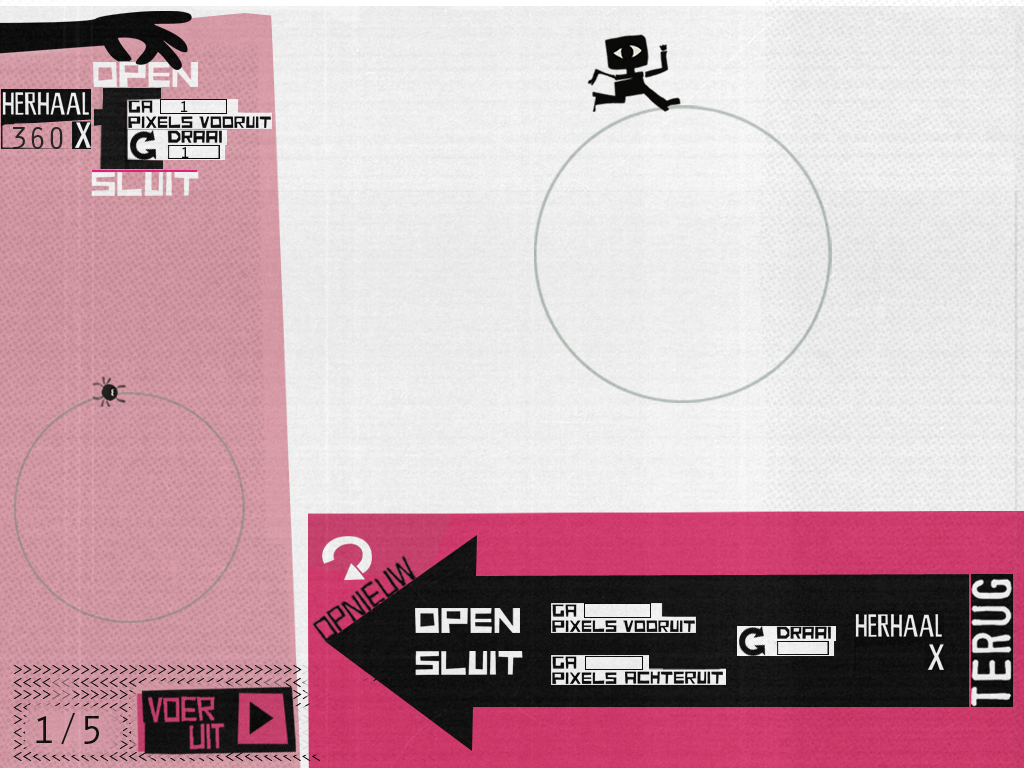 OPEN
HERHAAL
360 X
GA 1
PIXELS VOORUIT
DRAAI
1
SLUIT
1/5
VOER
UIT
OPNIEUW
OPEN
SLUIT
GA
PIXELS VOORUIT
GA
PIXELS ACHTERUIT
DRAAI
HERHAAL
X
TERUG